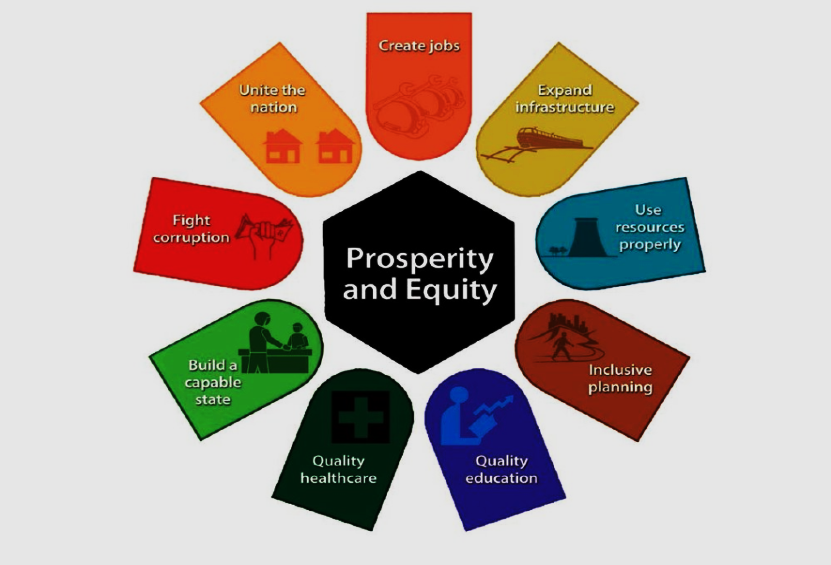 Create jobs
Expand
infrastructure
Use
resources
properly
Inclusive
planning
Quality
education
Quality
healthcare
Build a
capable
state
Fight
corruption
Unite the
nation
Prosperity
and Equity